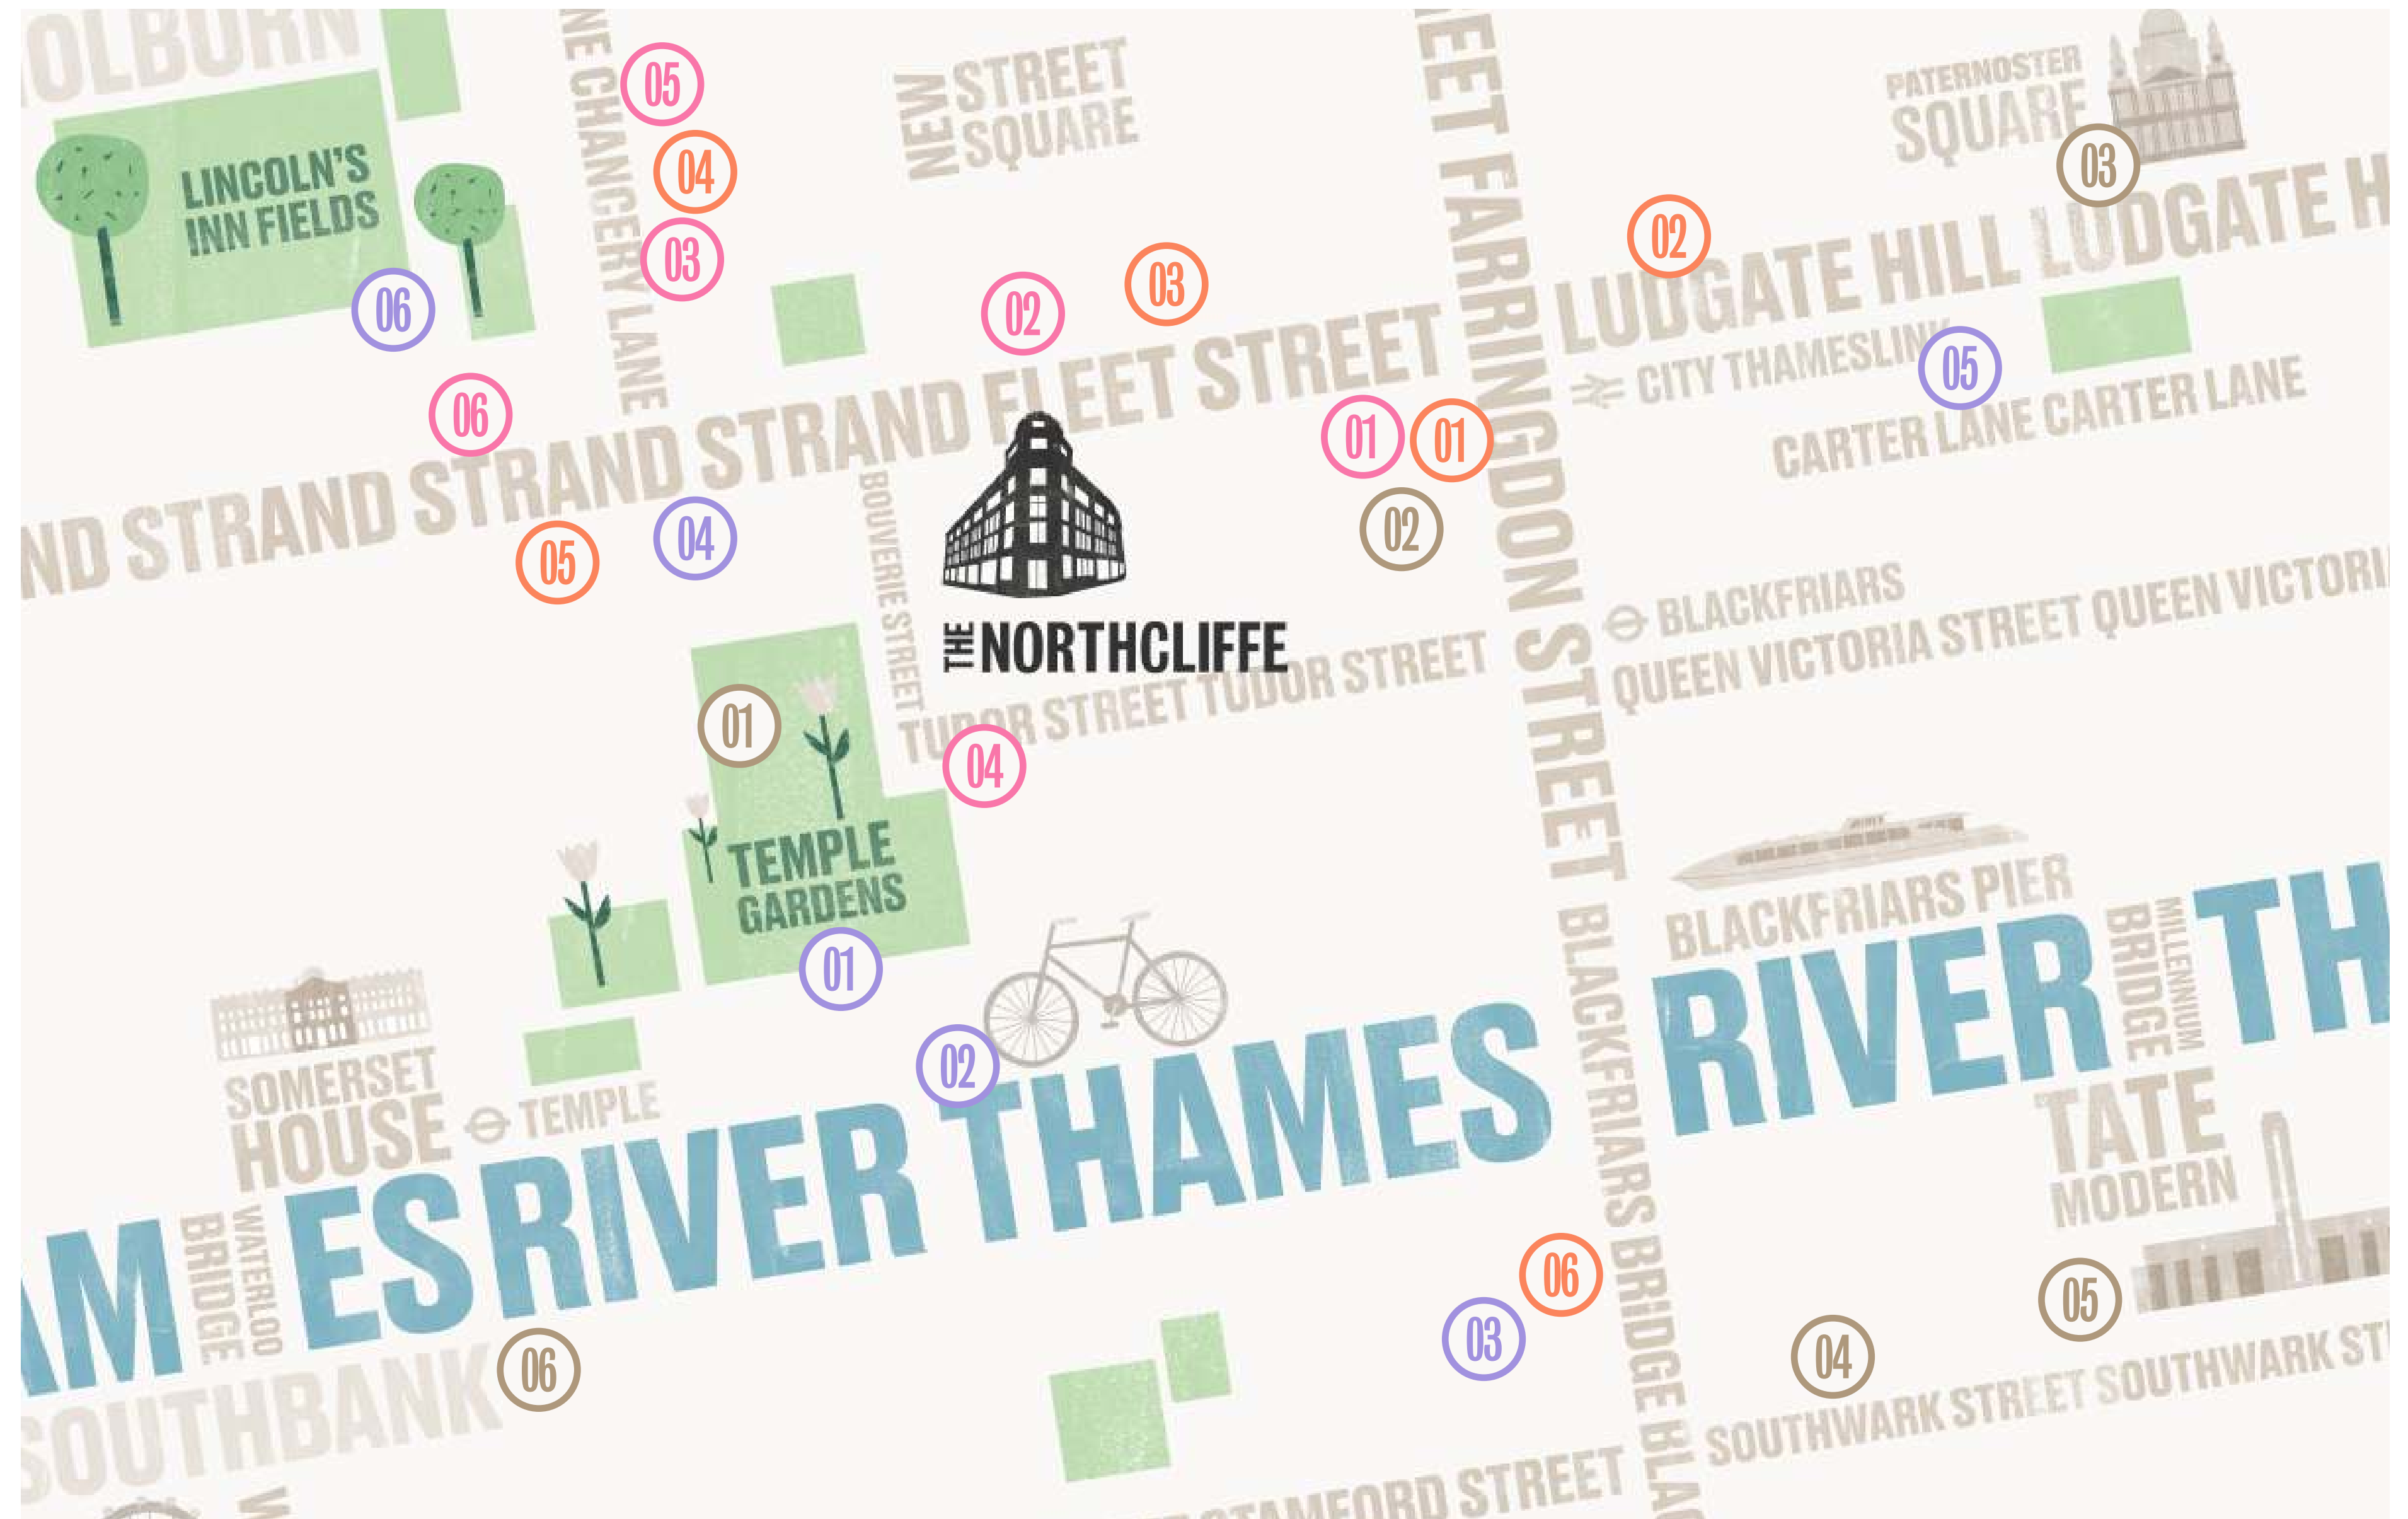 OLBURN
NE CHANCERY LANE
05
NEW
STREET
SQUARE
EET FARRINGDON STREET
PATERNOSTER
SQUARE
03
04
LINCOLN'S
INN FIELDS
03
02
LUDGATE HILL LUDGATE H
06
02
03
CITY THAMESLINK
05
06
ND STRAND STRAND STRAND FLEET STREET
01
01
CARTER LANE CARTER LANE
02
04
05
BOUVERIE STREET
THE NORTHCLIFFE
BLACKFRIARS
QUEEN VICTORIA STREET QUEEN VICTORI
TUDOR STREET TUDOR STREET
01
04
TEMPLE
GARDENS
01
BLACKFRIARS PIER
MILLENNIUM
BRIDGE
02
SOMERSET
HOUSE
TEMPLE
AM ES RIVER THAMES RIVER TH
BLACKFRIARS BRIDGE BLAC
TATE
MODERN
WATERLOO
BRIDGE
06
03
04
05
06
SOUTHBANK
SOUTHWARK STREET SOUTHWARK ST
STAMFORD STREET